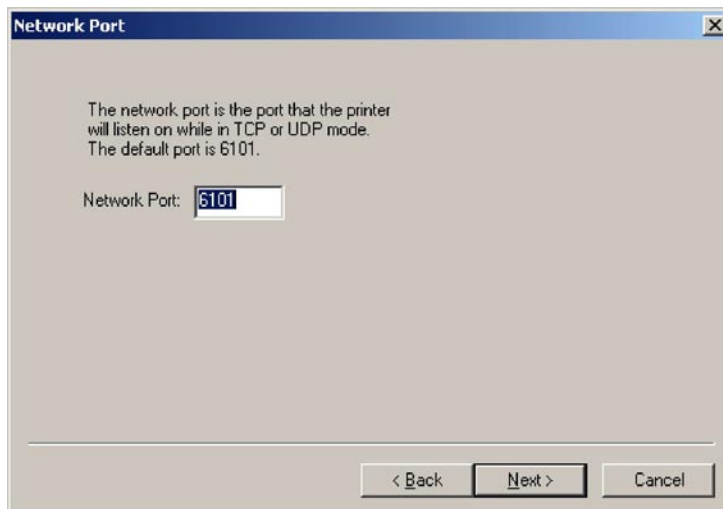 Network Port
The network port is the port that the printer
will listen on while in TCP or UDP mode.
The default port is 6101.
Network Port: 6101
< Back Next > Cancel